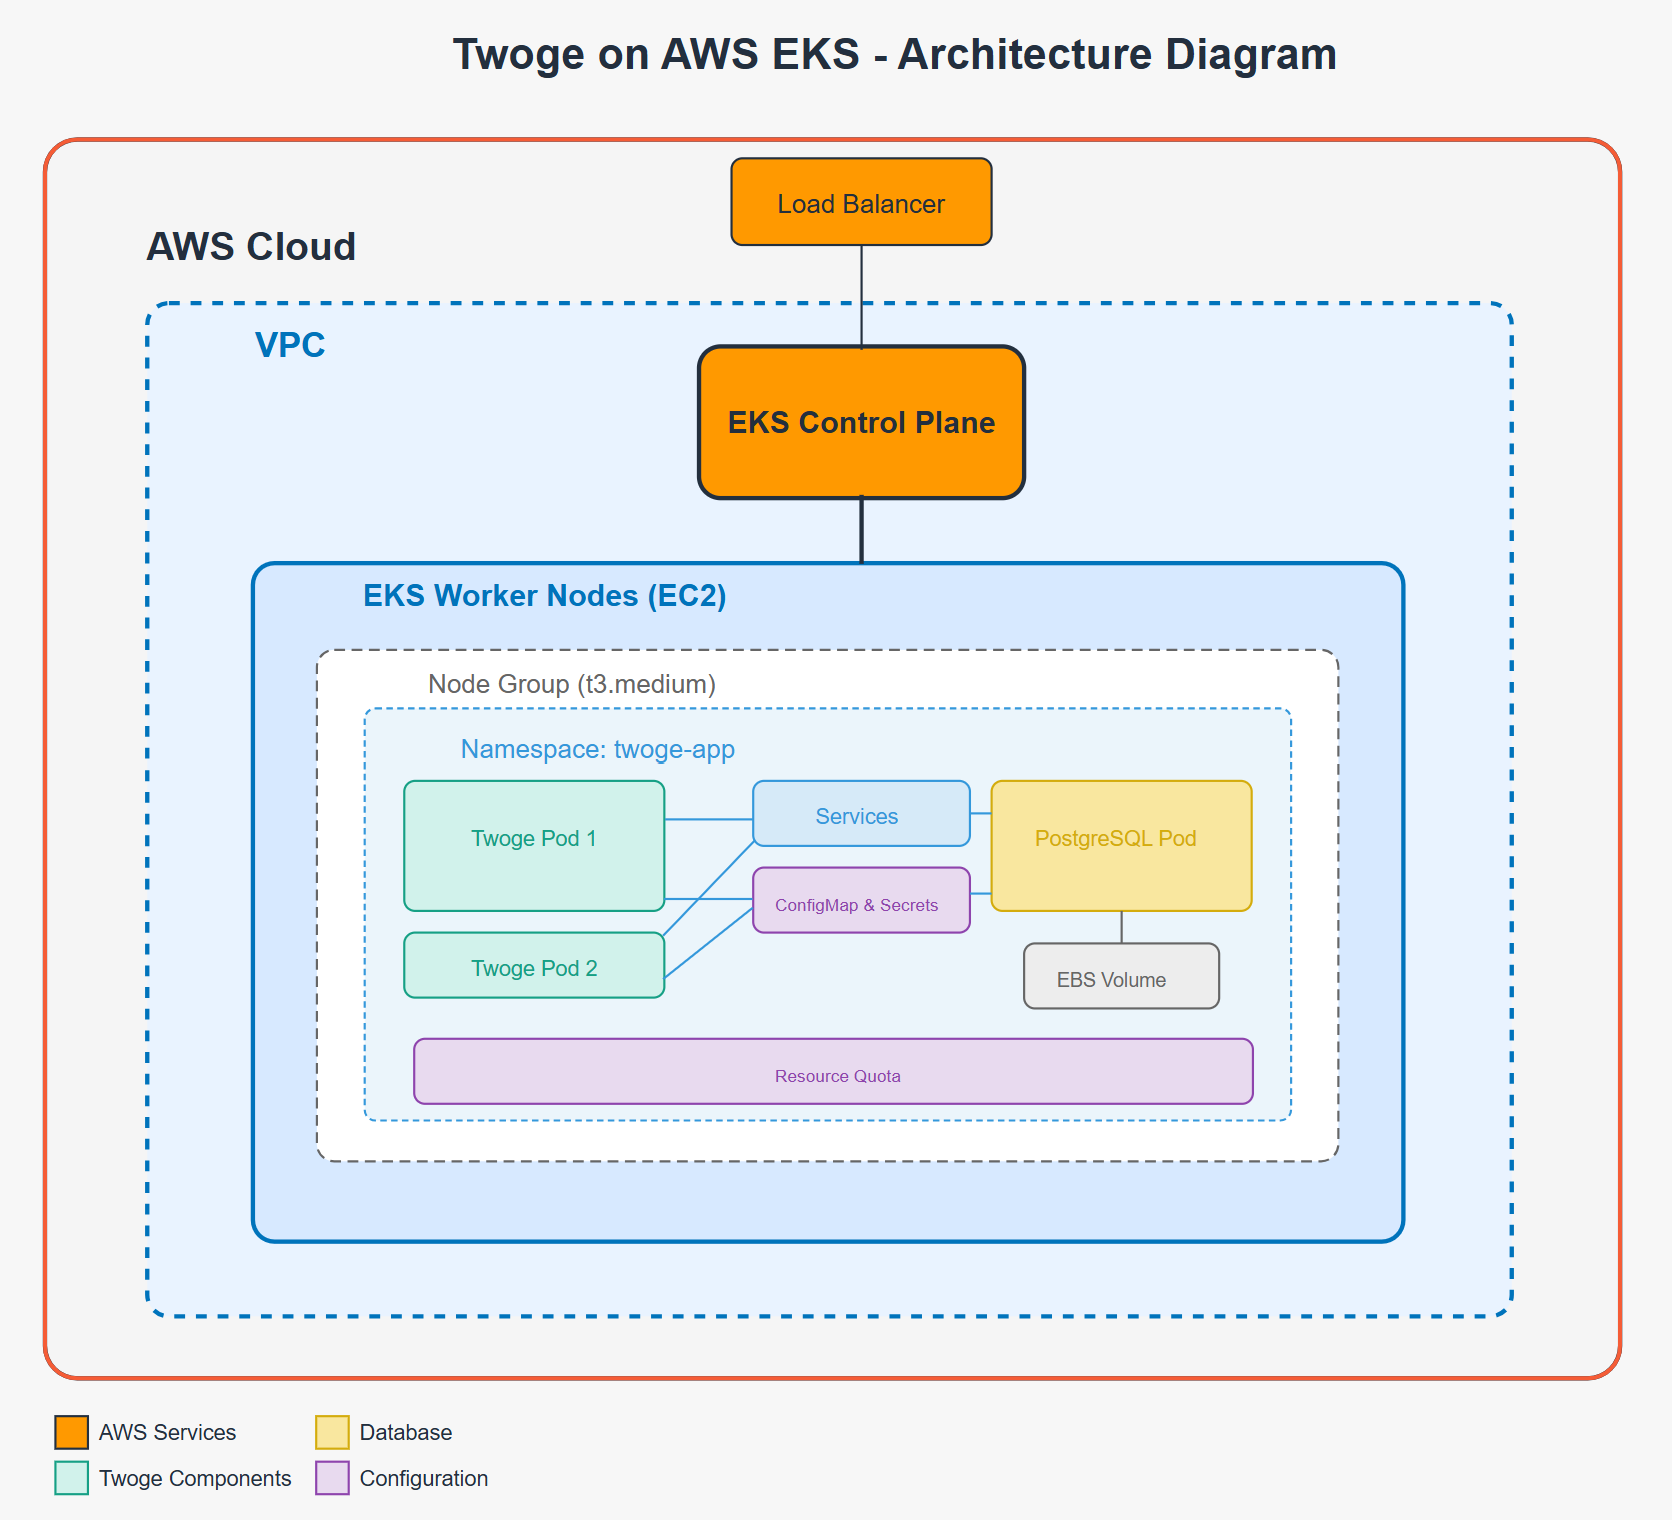 Twoge on AWS EKS - Architecture Diagram
Load Balancer
AWS Cloud
VPC
EKS Control Plane
EKS Worker Nodes (EC2)
Node Group (t3.medium)
Namespace: twoge-app
Twoge Pod 1
Services
PostgreSQL Pod
ConfigMap & Secrets
Twoge Pod 2
EBS Volume
Resource Quota
AWS Services
Database
Twoge Components
Configuration